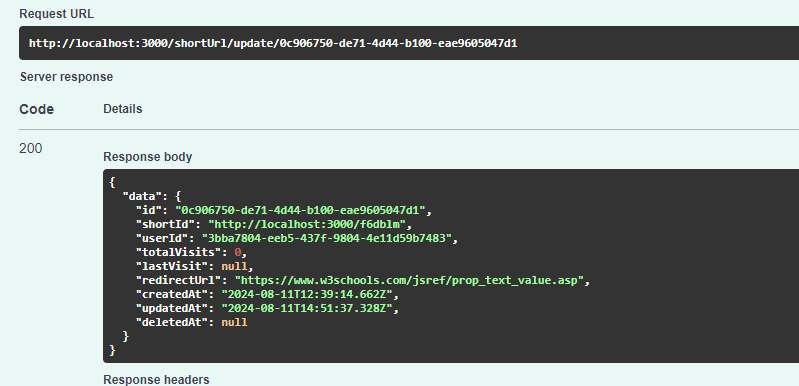 Request URL
http://localhost:3000/shortUrl/update/0c906750-de71-4d44-b100-eae9605047d1
Server response
Code Details
200
Response body
{
  "data": {
    "id": "0c906750-de71-4d44-b100-eae9605047d1",
    "shortId": "http://localhost:3000/f6dblm",
    "userId": "3bba7804-eeb5-437f-9804-4e11d59b7483",
    "totalVisits": 0,
    "lastVisit": null,
    "redirectUrl": "https://www.w3schools.com/jsref/prop_text_value.asp",
    "createdAt": "2024-08-11T12:39:14.662Z",
    "updatedAt": "2024-08-11T14:51:37.328Z",
    "deletedAt": null
  }
}
Response headers